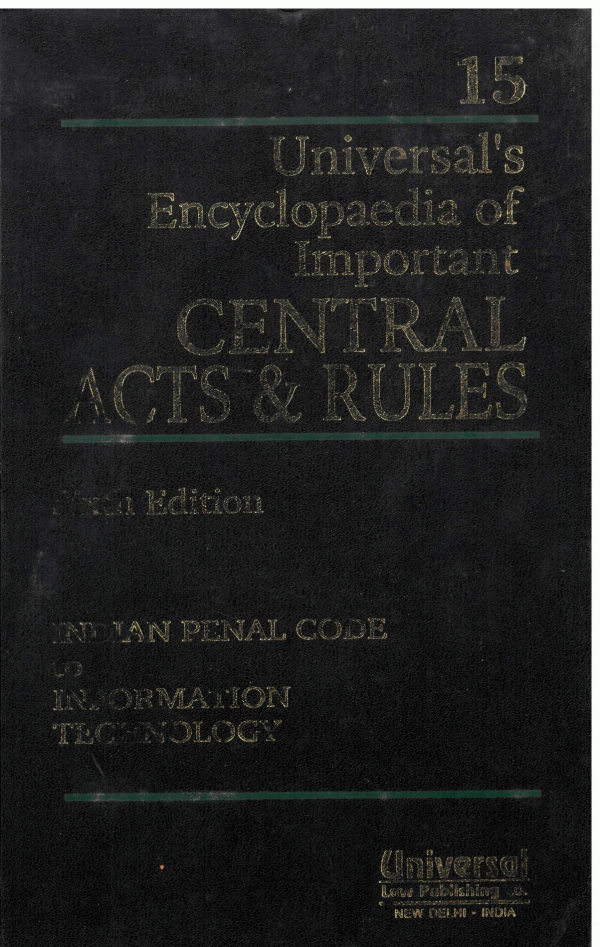 15
Universal's
Encyclopaedia of
Important
CENTRAL
ACTS & RULES
Edition
INDIAN PENAL CODE
to
INFORMATION
TECHNOLOGY
Universal
Law Publishing Co.
NEW DELHI - INDIA